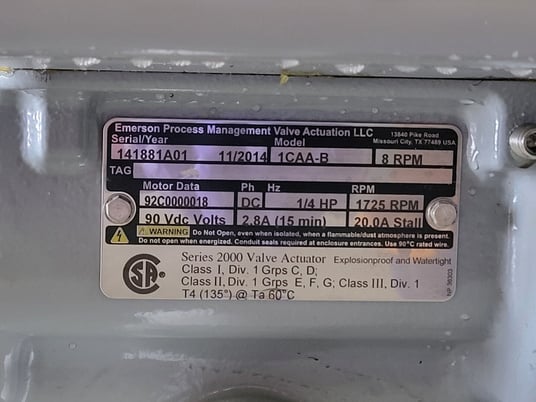 Emerson Process Management Valve Actuation LLC 13840 Pike Road
Missouri City, TX 77489 USA
Serial/Year Model
141881A01 11/2014 1CAA-B 8 RPM
TAG
Motor Data Ph Hz RPM
92C0000018 DC 1/4 HP 1725 RPM
90 Vdc Volts 2.8A (15 min) 20.0A Stall
WARNING Do Not Open, even when isolated, when a flammable/dust atmosphere is present.
Do not open when energized. Conduit seals required at enclosure entrances. Use 90°C rated wire.
Series 2000 Valve Actuator Explosionproof and Watertight
Class I, Div. 1 Grps C, D;
Class II, Div. 1 Grps E, F, G; Class III, Div. 1
T4 (135°) @ Ta 60°C
NP 36303